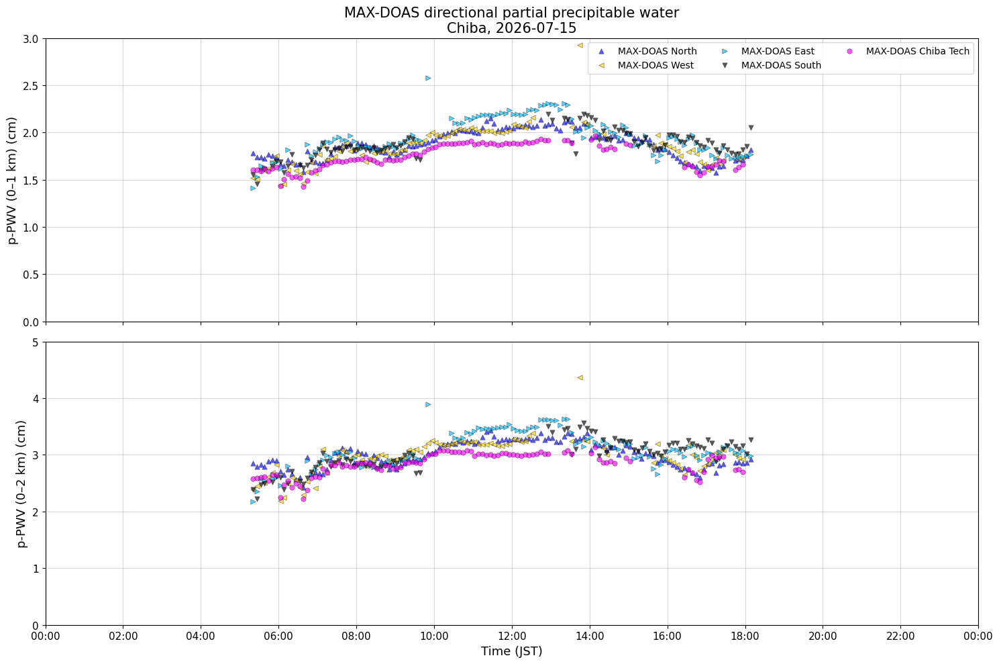 MAX-DOAS directional partial precipitable water
Chiba, 2026-07-15
3.0
2.5
2.0
1.5
1.0
0.5
0.0
p-PWV (0–1 km) (cm)
MAX-DOAS North
MAX-DOAS West
MAX-DOAS East
MAX-DOAS South
MAX-DOAS Chiba Tech
5
4
3
2
1
0
p-PWV (0–2 km) (cm)
00:00 02:00 04:00 06:00 08:00 10:00 12:00 14:00 16:00 18:00 20:00 22:00 00:00
Time (JST)